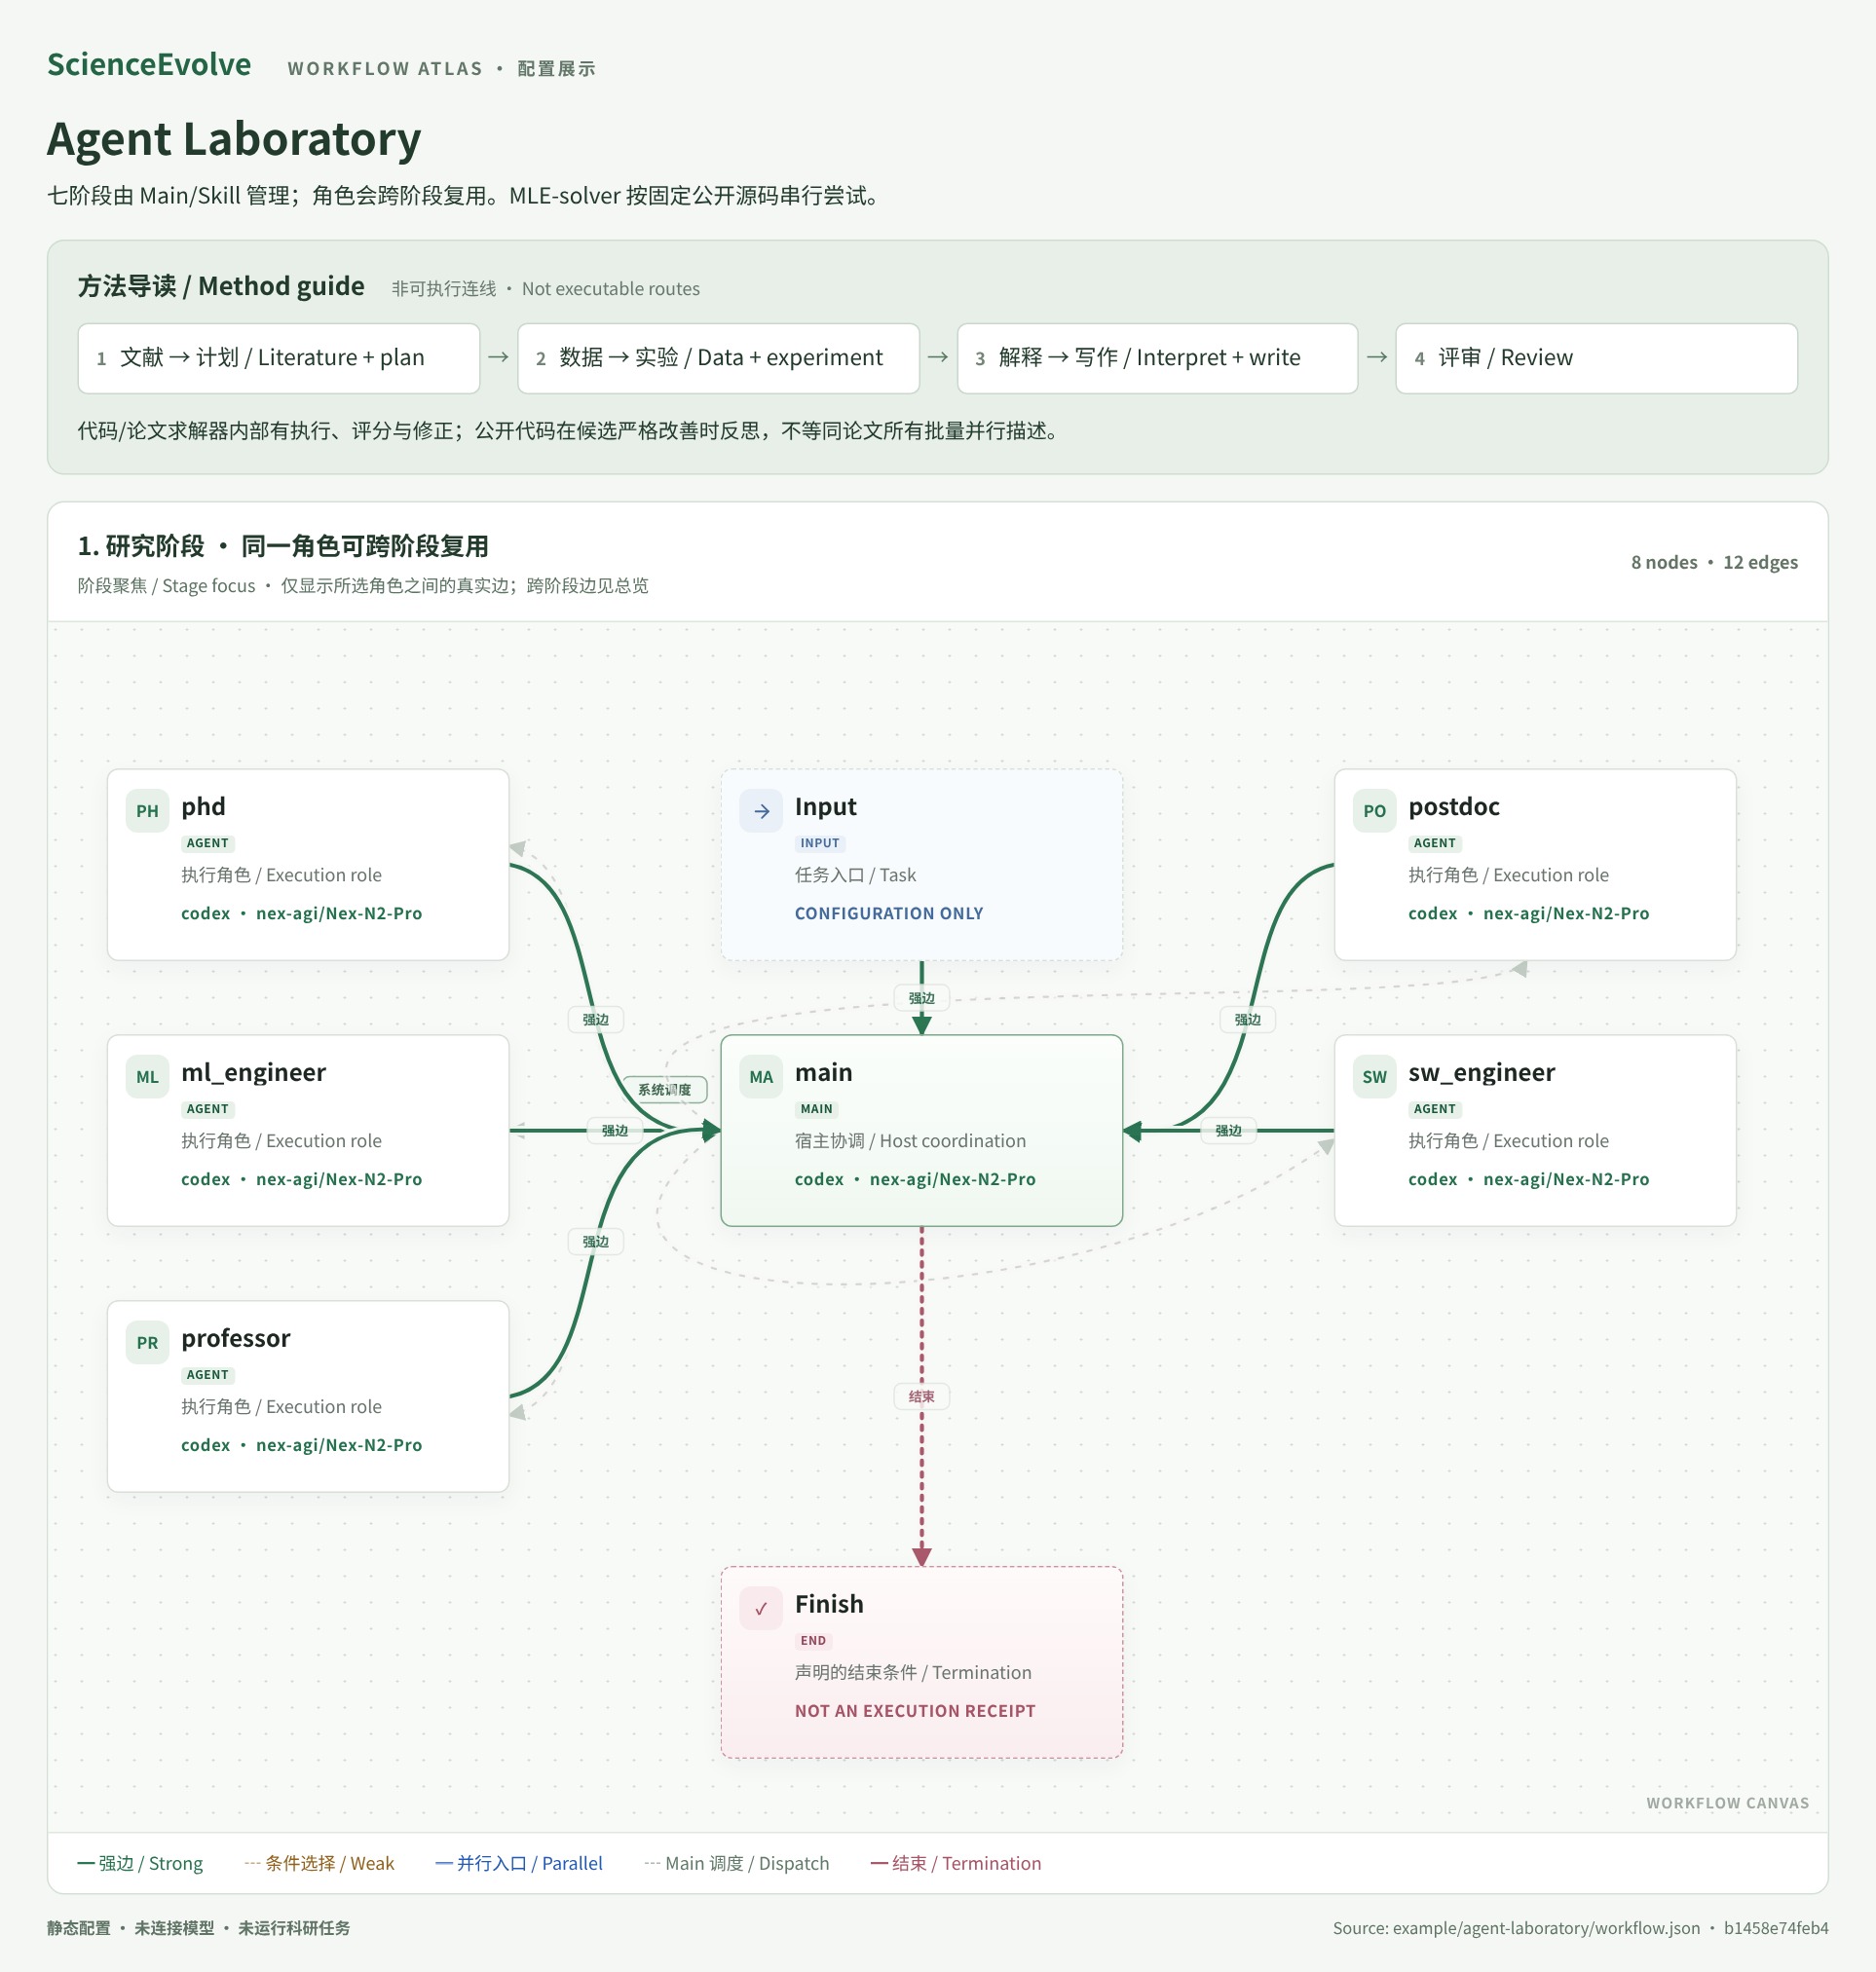 ScienceEvolve WORKFLOW ATLAS · 配置展示
Agent Laboratory
七阶段由 Main/Skill 管理；角色会跨阶段复用。MLE-solver 按固定公开源码串行尝试。
方法导读 / Method guide 非可执行连线 · Not executable routes
1 文献 → 计划 / Literature + plan → 2 数据 → 实验 / Data + experiment → 3 解释 → 写作 / Interpret + write → 4 评审 / Review
代码/论文求解器内部有执行、评分与修正；公开代码在候选严格改善时反思，不等同论文所有批量并行描述。
1. 研究阶段 · 同一角色可跨阶段复用
8 nodes · 12 edges
阶段聚焦 / Stage focus · 仅显示所选角色之间的真实边；跨阶段边见总览
PH phd
AGENT
执行角色 / Execution role
codex · nex-agi/Nex-N2-Pro
→ Input
INPUT
任务入口 / Task
CONFIGURATION ONLY
PO postdoc
AGENT
执行角色 / Execution role
codex · nex-agi/Nex-N2-Pro
强边
强边
强边
ML ml_engineer
AGENT
执行角色 / Execution role
codex · nex-agi/Nex-N2-Pro
系统调度
强边
MA main
MAIN
宿主协调 / Host coordination
codex · nex-agi/Nex-N2-Pro
强边
SW sw_engineer
AGENT
执行角色 / Execution role
codex · nex-agi/Nex-N2-Pro
强边
PR professor
AGENT
执行角色 / Execution role
codex · nex-agi/Nex-N2-Pro
结束
✓ Finish
END
声明的结束条件 / Termination
NOT AN EXECUTION RECEIPT
WORKFLOW CANVAS
强边 / Strong 条件选择 / Weak 并行入口 / Parallel Main 调度 / Dispatch 结束 / Termination
静态配置 · 未连接模型 · 未运行科研任务
Source: example/agent-laboratory/workflow.json · b1458e74feb4